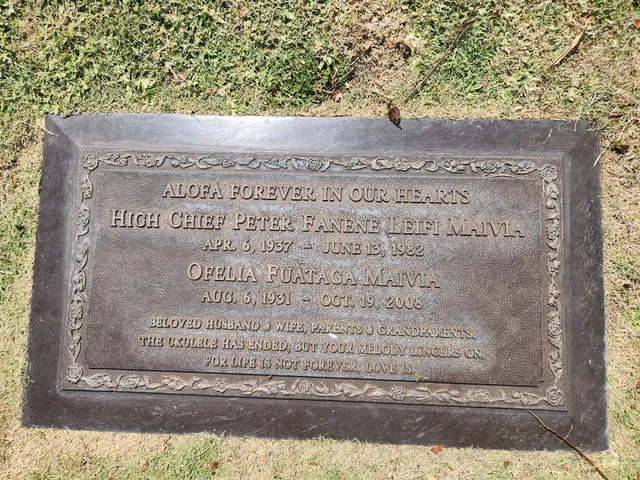 ALOFA FOREVER IN OUR HEARTS
HIGH CHIEF PETER FANENE LEIFI MAIVIA
APR. 6, 1937 – JUNE 13, 1982
OFELIA FUATAGA MAIVIA
AUG. 6, 1931 – OCT. 19, 2008
BELOVED HUSBAND & WIFE, PARENTS & GRANDPARENTS.
THE UKULELE HAS ENDED, BUT YOUR MELODY LINGERS ON.
FOR LIFE IS NOT FOREVER, LOVE IS.